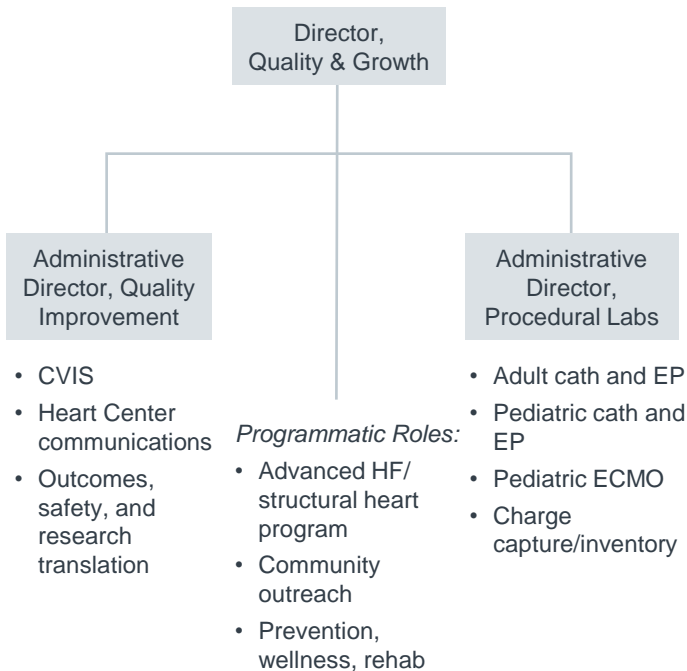 Director,
Quality & Growth
Administrative
Director, Quality
Improvement
• CVIS
• Heart Center
communications
• Outcomes,
safety, and
research
translation
Programmatic Roles:
• Advanced HF/
structural heart
program
• Community
outreach
• Prevention,
wellness, rehab
Administrative
Director,
Procedural Labs
• Adult cath and EP
• Pediatric cath and
EP
• Pediatric ECMO
• Charge
capture/inventory